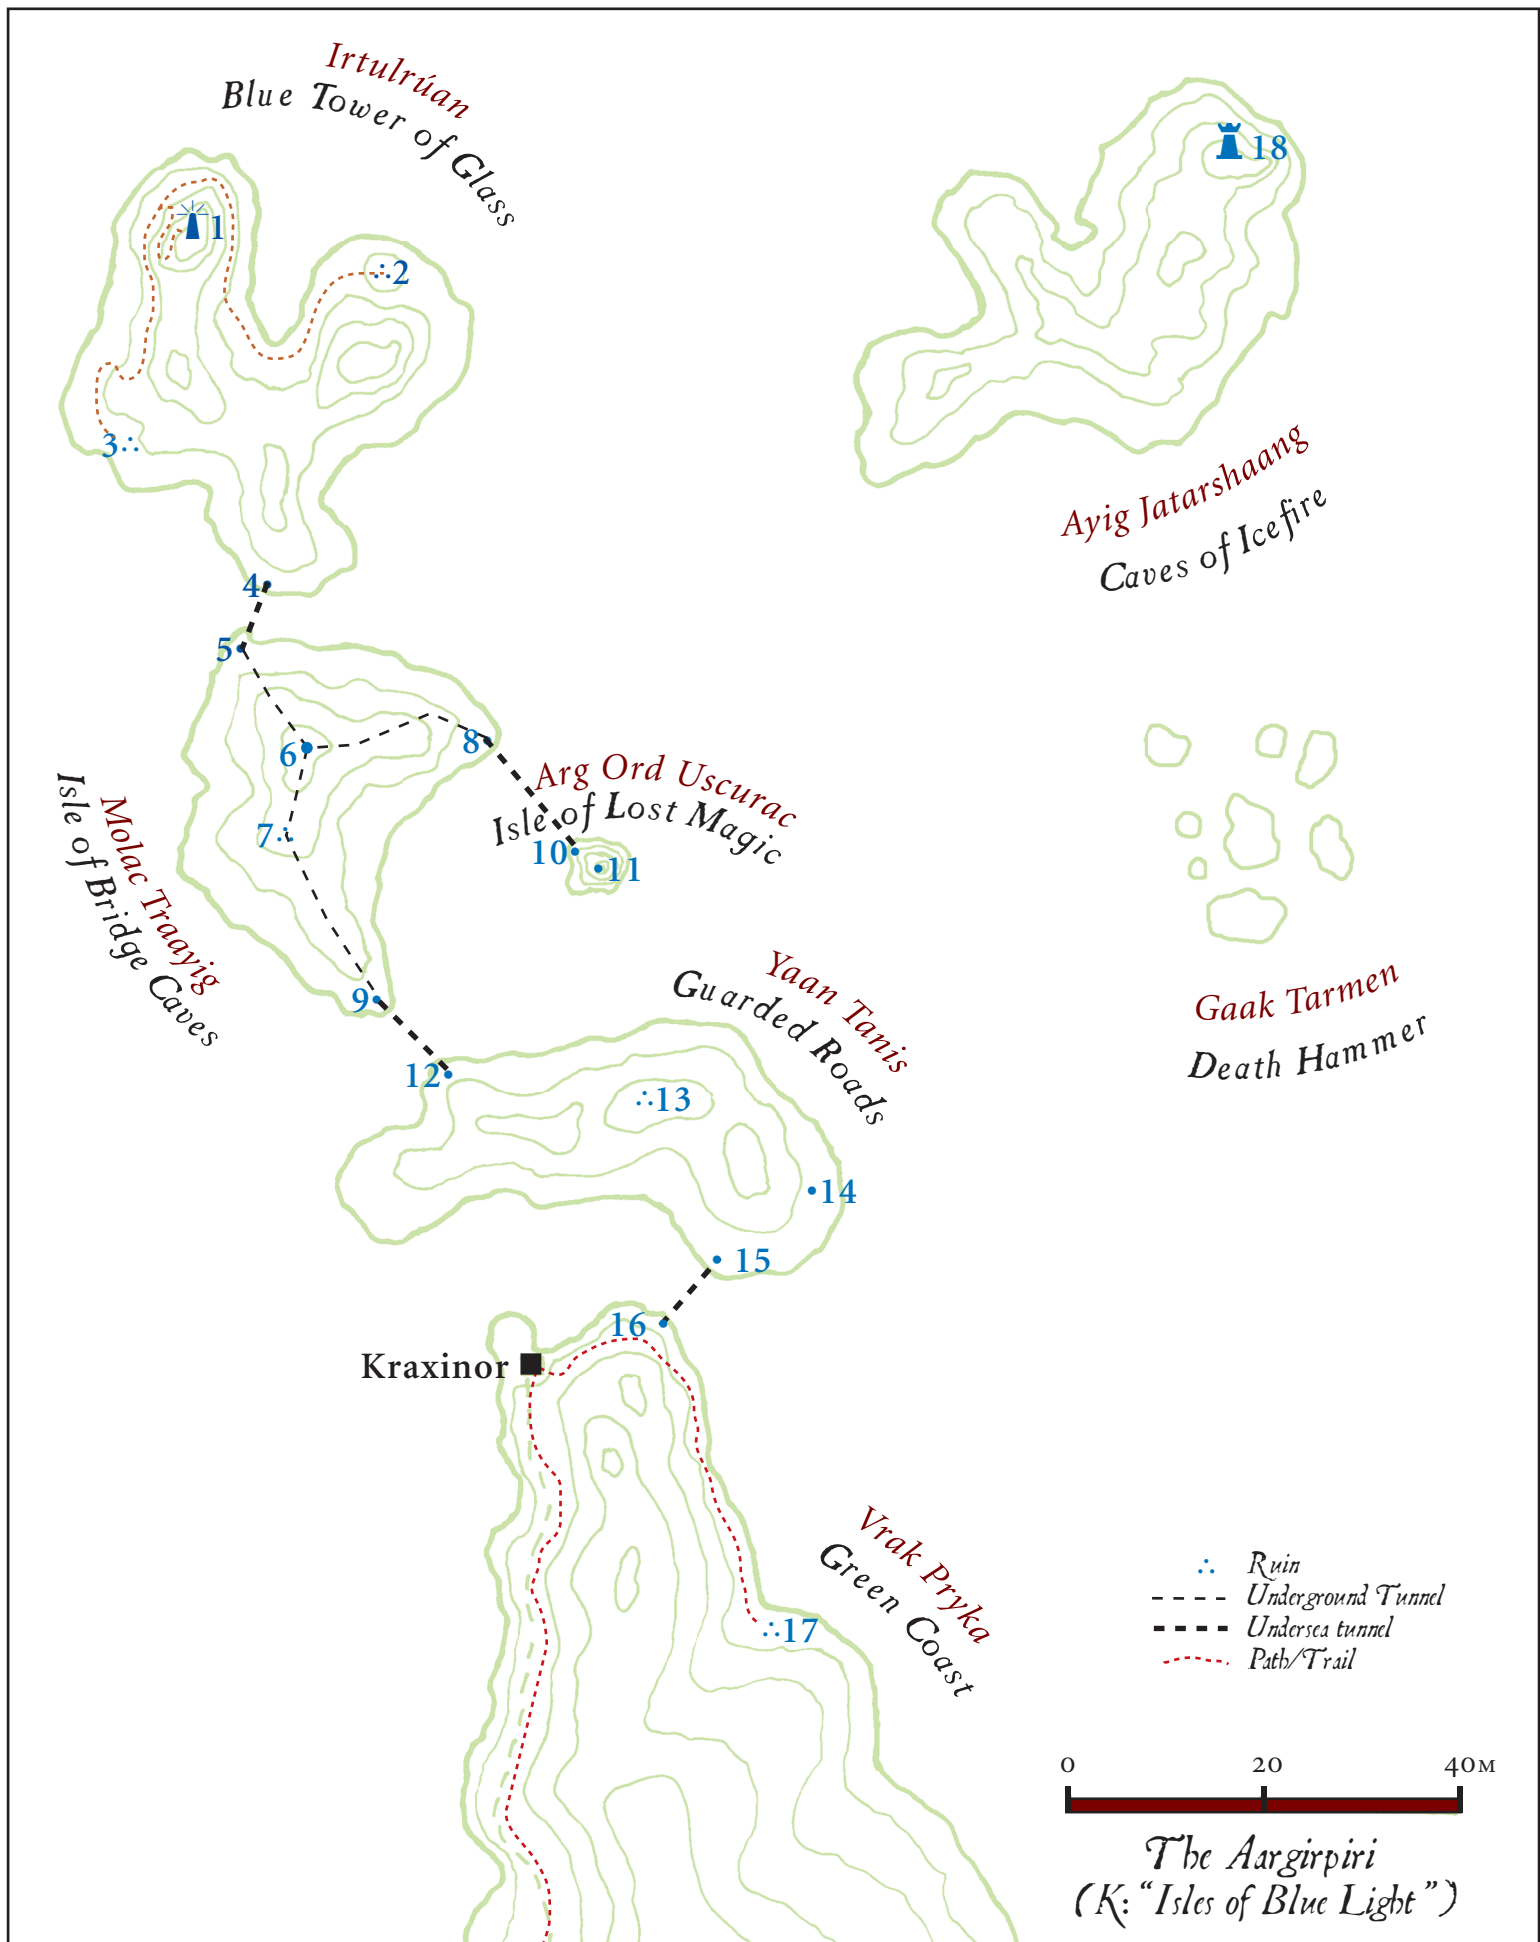 Irtulrúan
Blue Tower of Glass
18
1
2
3
Ayig Jatarshaang
Caves of Icefire
4
5
6
8
7
Arg Ord Uscurac
Isle of Lost Magic
10
11
Molac Traayig
Isle of Bridge Caves
9
Gaak Tarmen
Death Hammer
Yaan Tanis
Guarded Roads
12
13
14
15
16
Kraxinor
Vrak Pryka
Green Coast
17
Ruin
Underground Tunnel
Undersea tunnel
Path/Trail
0 20 40M
The Aargirpiri
(K: “Isles of Blue Light”)